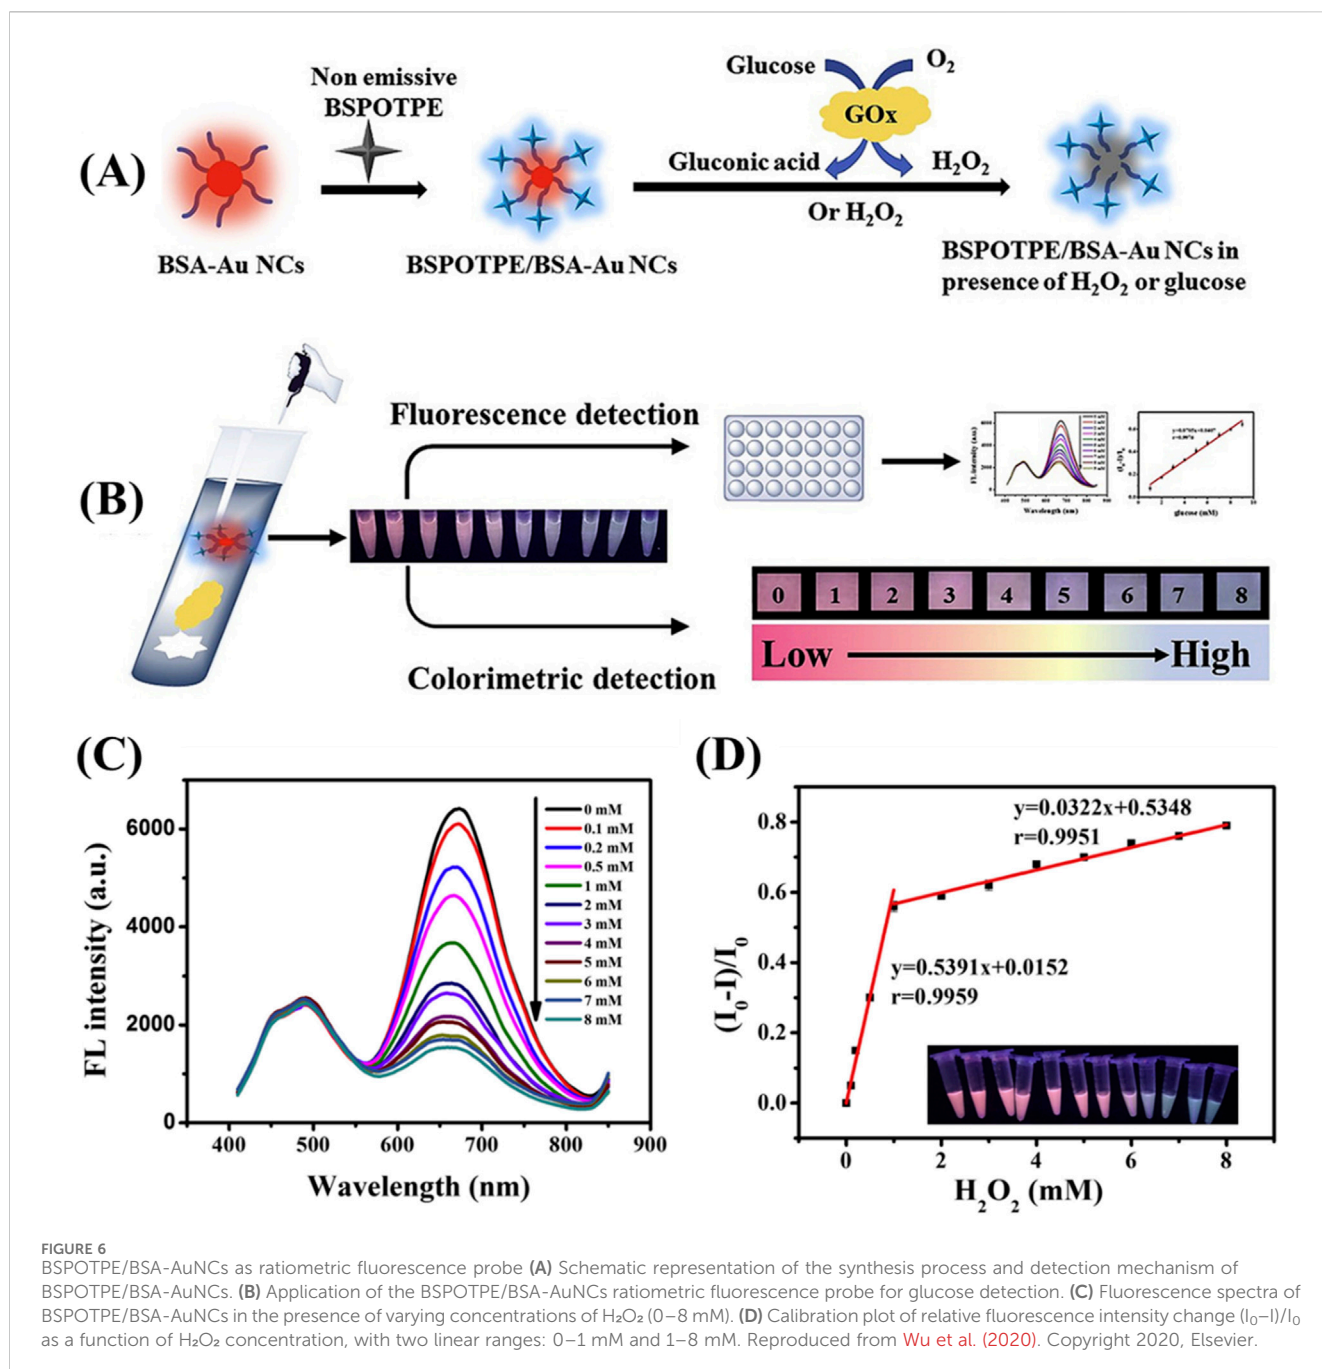 Non emissive
BSPOTPE
Glucose
O₂
GOx
Gluconic acid
H₂O₂
Or H₂O₂
(A)
BSA-Au NCs
BSPOTPE/BSA-Au NCs
BSPOTPE/BSA-Au NCs in
presence of H₂O₂ or glucose
(B)
Fluorescence detection
FL intensity (a.u.)
Wavelength (nm)
(I₀-I)/I₀
glucose (mM)
0 1 2 3 4 5 6 7 8
Low
High
Colorimetric detection
(C)
FL intensity (a.u.)
6000
4000
2000
0
400 500 600 700 800 900
Wavelength (nm)
0 mM
0.1 mM
0.2 mM
0.5 mM
1 mM
2 mM
3 mM
4 mM
5 mM
6 mM
7 mM
8 mM
(D)
(I₀-I)/I₀
0.8
0.6
0.4
0.2
0.0
y=0.0322x+0.5348
r=0.9951
y=0.5391x+0.0152
r=0.9959
0 2 4 6 8
H₂O₂ (mM)
FIGURE 6
BSPOTPE/BSA-AuNCs as ratiometric fluorescence probe (A) Schematic representation of the synthesis process and detection mechanism of
BSPOTPE/BSA-AuNCs. (B) Application of the BSPOTPE/BSA-AuNCs ratiometric fluorescence probe for glucose detection. (C) Fluorescence spectra of
BSPOTPE/BSA-AuNCs in the presence of varying concentrations of H₂O₂ (0–8 mM). (D) Calibration plot of relative fluorescence intensity change (I₀–I)/I₀
as a function of H₂O₂ concentration, with two linear ranges: 0–1 mM and 1–8 mM. Reproduced from Wu et al. (2020). Copyright 2020, Elsevier.